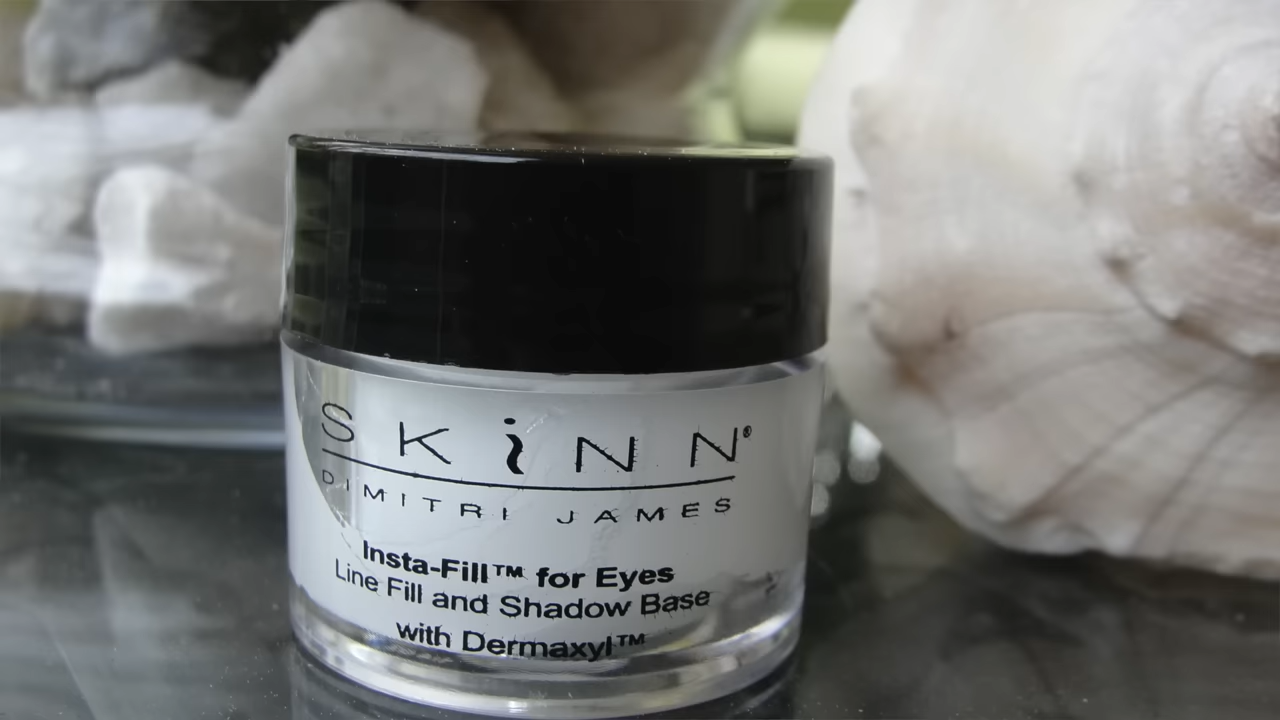 SKiNN®
DIMITRI JAMES
Insta-Fill™ for Eyes
Line Fill and Shadow Base
with Dermaxyl™